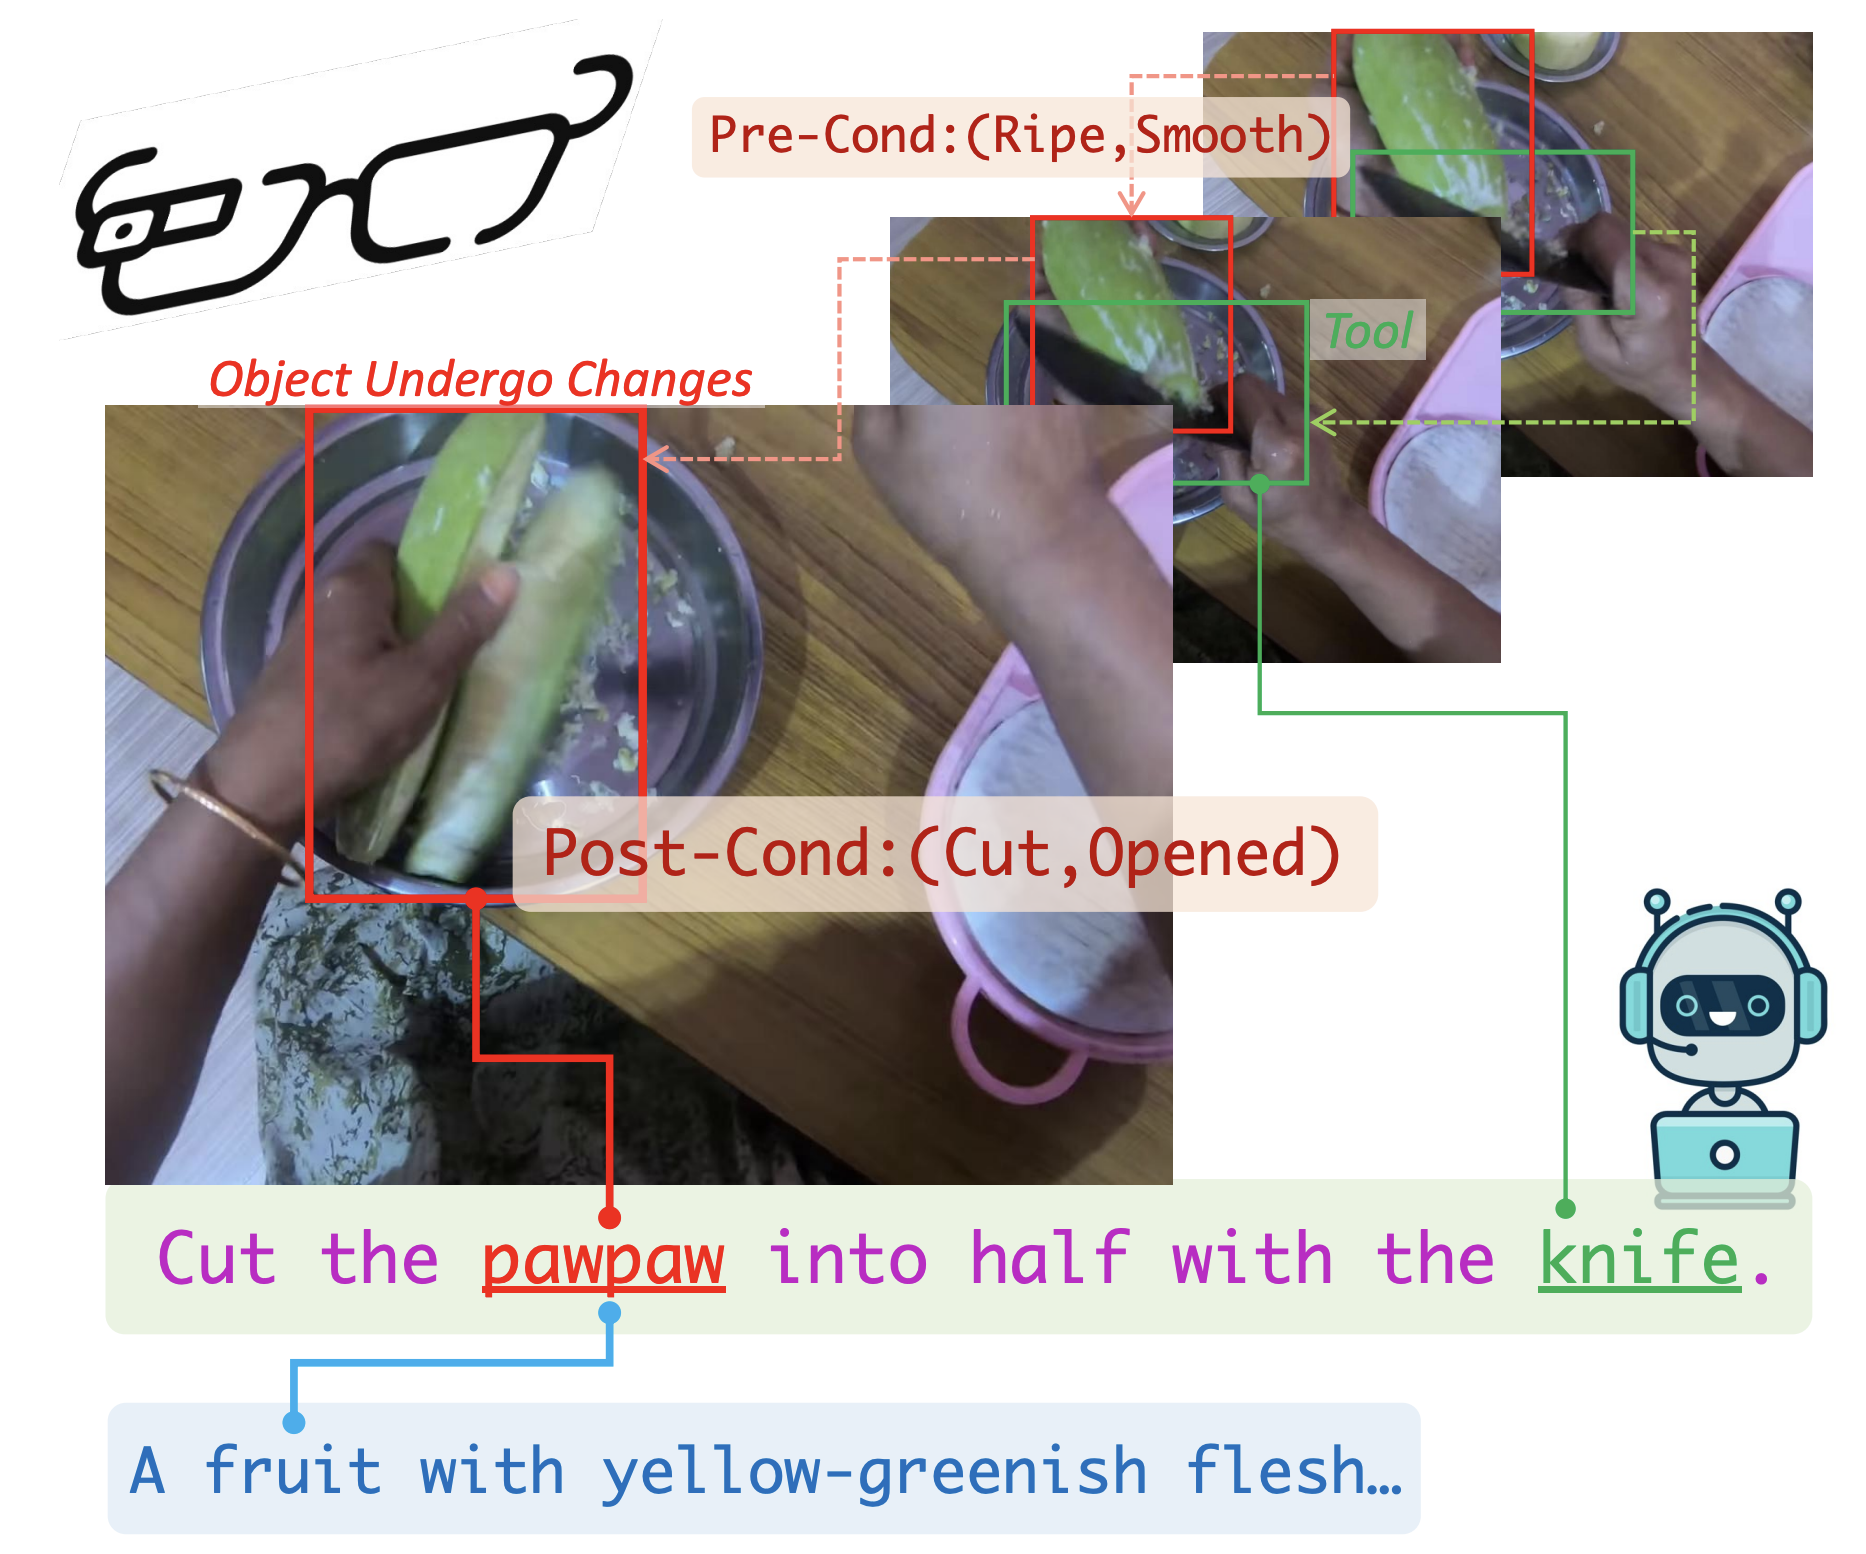 Pre-Cond:(Ripe,Smooth)
Tool
Object Undergo Changes
Post-Cond:(Cut,Opened)
Cut the pawpaw into half with the knife.
A fruit with yellow-greenish flesh…